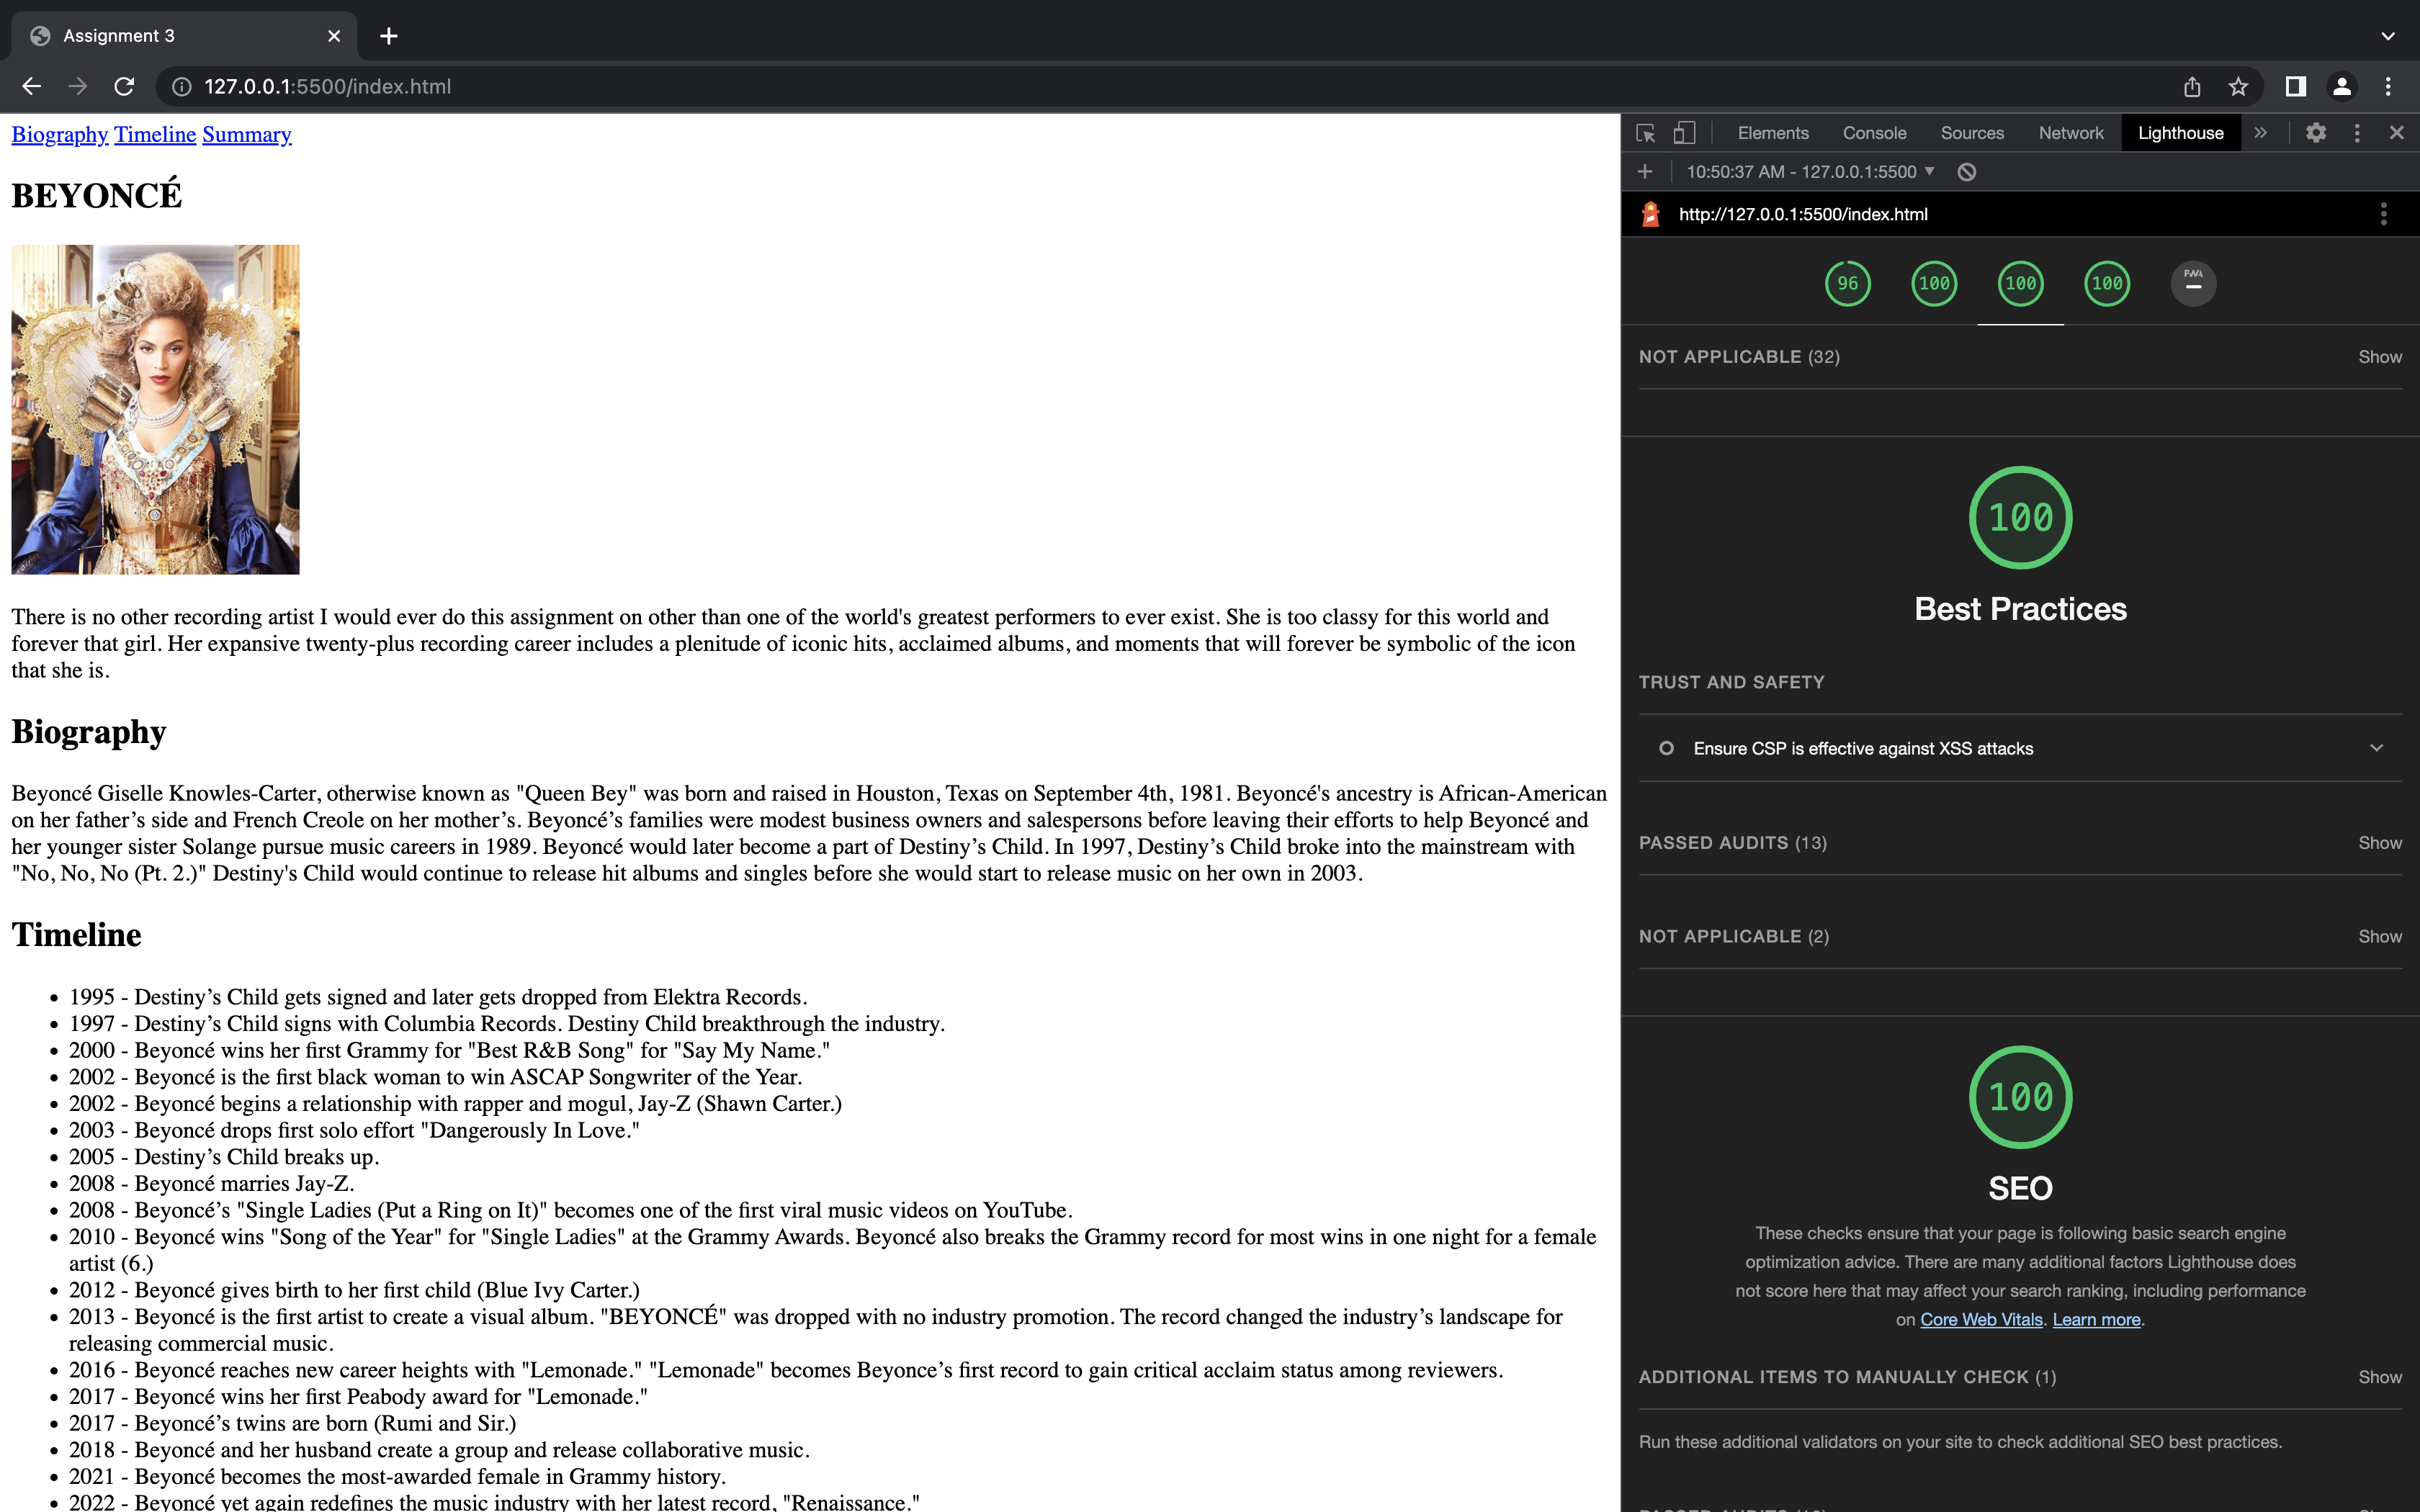 Assignment 3
127.0.0.1:5500/index.html
Biography Timeline Summary
BEYONCÉ
There is no other recording artist I would ever do this assignment on other than one of the world's greatest performers to ever exist. She is too classy for this world and
forever that girl. Her expansive twenty-plus recording career includes a plenitude of iconic hits, acclaimed albums, and moments that will forever be symbolic of the icon
that she is.
Biography
Beyoncé Giselle Knowles-Carter, otherwise known as "Queen Bey" was born and raised in Houston, Texas on September 4th, 1981. Beyoncé's ancestry is African-American
on her father’s side and French Creole on her mother’s. Beyoncé’s families were modest business owners and salespersons before leaving their efforts to help Beyoncé and
her younger sister Solange pursue music careers in 1989. Beyoncé would later become a part of Destiny’s Child. In 1997, Destiny’s Child broke into the mainstream with
"No, No, No (Pt. 2.)" Destiny's Child would continue to release hit albums and singles before she would start to release music on her own in 2003.
Timeline
• 1995 - Destiny’s Child gets signed and later gets dropped from Elektra Records.
• 1997 - Destiny’s Child signs with Columbia Records. Destiny Child breakthrough the industry.
• 2000 - Beyoncé wins her first Grammy for "Best R&B Song" for "Say My Name."
• 2002 - Beyoncé is the first black woman to win ASCAP Songwriter of the Year.
• 2002 - Beyoncé begins a relationship with rapper and mogul, Jay-Z (Shawn Carter.)
• 2003 - Beyoncé drops first solo effort "Dangerously In Love."
• 2005 - Destiny’s Child breaks up.
• 2008 - Beyoncé marries Jay-Z.
• 2008 - Beyoncé’s "Single Ladies (Put a Ring on It)" becomes one of the first viral music videos on YouTube.
• 2010 - Beyoncé wins "Song of the Year" for "Single Ladies" at the Grammy Awards. Beyoncé also breaks the Grammy record for most wins in one night for a female
artist (6.)
• 2012 - Beyoncé gives birth to her first child (Blue Ivy Carter.)
• 2013 - Beyoncé is the first artist to create a visual album. "BEYONCÉ" was dropped with no industry promotion. The record changed the industry’s landscape for
releasing commercial music.
• 2016 - Beyoncé reaches new career heights with "Lemonade." "Lemonade" becomes Beyonce’s first record to gain critical acclaim status among reviewers.
• 2017 - Beyoncé wins her first Peabody award for "Lemonade."
• 2017 - Beyoncé’s twins are born (Rumi and Sir.)
• 2018 - Beyoncé and her husband create a group and release collaborative music.
• 2021 - Beyoncé becomes the most-awarded female in Grammy history.
• 2022 - Beyoncé yet again redefines the music industry with her latest record, "Renaissance."
Elements Console Sources Network Lighthouse
10:50:37 AM - 127.0.0.1:5500
http://127.0.0.1:5500/index.html
96 100 100 100 PWA
NOT APPLICABLE (32) Show
100
Best Practices
TRUST AND SAFETY
Ensure CSP is effective against XSS attacks
PASSED AUDITS (13) Show
NOT APPLICABLE (2) Show
100
SEO
These checks ensure that your page is following basic search engine
optimization advice. There are many additional factors Lighthouse does
not score here that may affect your search ranking, including performance
on Core Web Vitals. Learn more.
ADDITIONAL ITEMS TO MANUALLY CHECK (1) Show
Run these additional validators on your site to check additional SEO best practices.